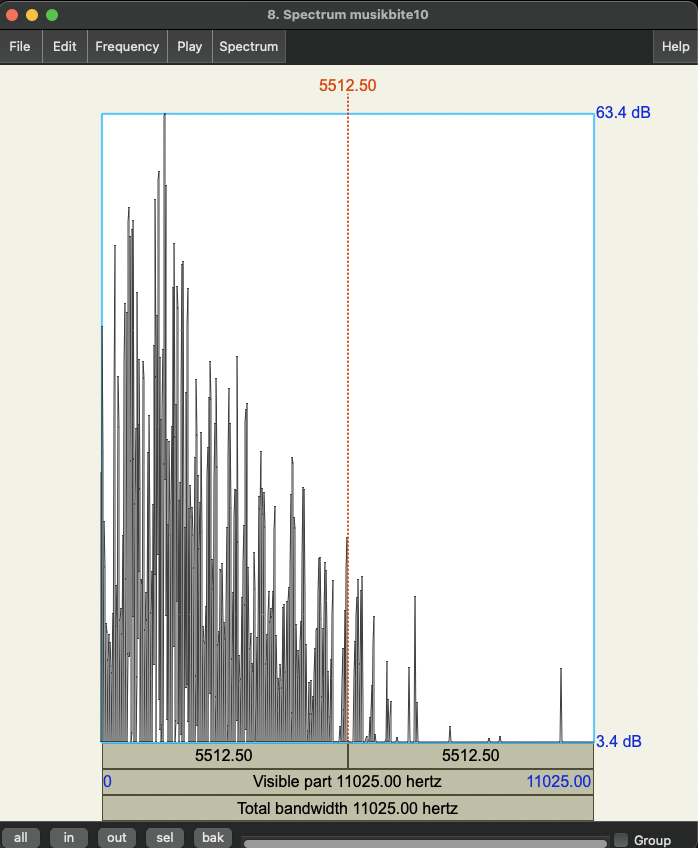 8. Spectrum musikbite10
File Edit Frequency Play Spectrum Help
5512.50
63.4 dB
3.4 dB
5512.50 5512.50
0 Visible part 11025.00 hertz 11025.00
Total bandwidth 11025.00 hertz
all in out sel bak Group